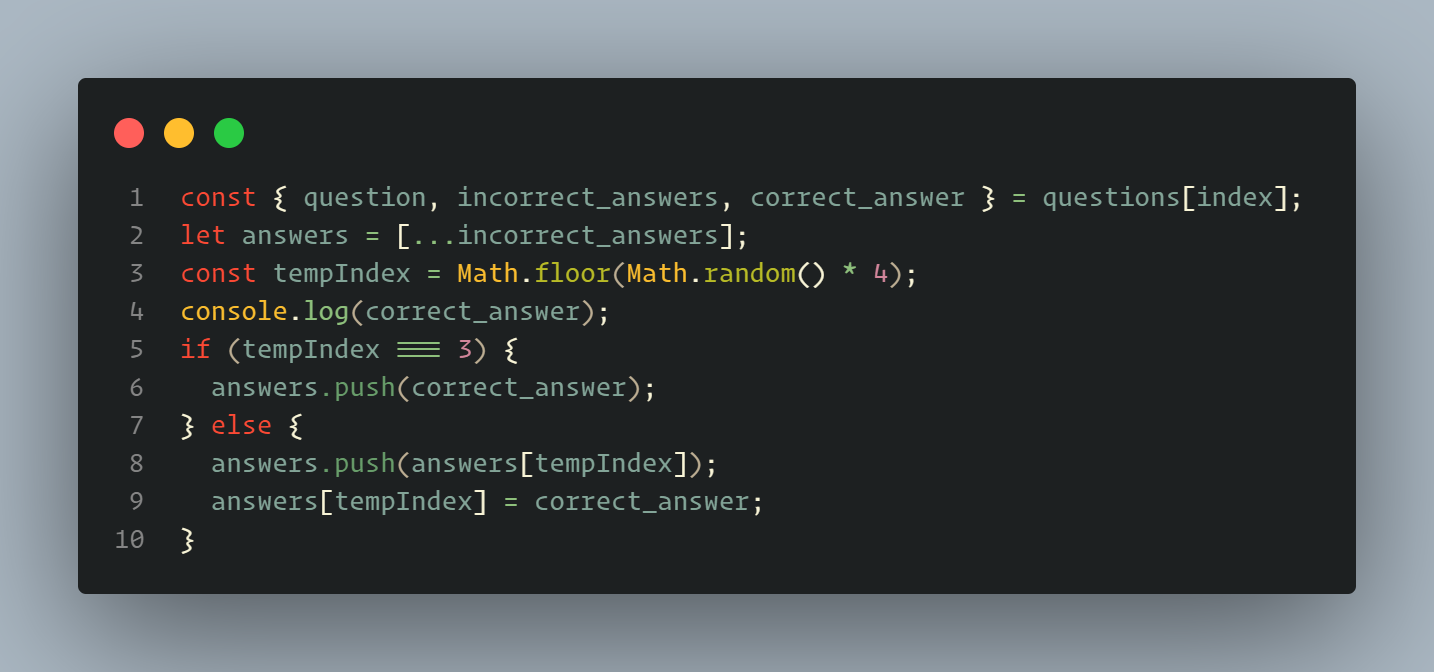 1 const { question, incorrect_answers, correct_answer } = questions[index];
2 let answers = [...incorrect_answers];
3 const tempIndex = Math.floor(Math.random() * 4);
4 console.log(correct_answer);
5 if (tempIndex === 3) {
6   answers.push(correct_answer);
7 } else {
8   answers.push(answers[tempIndex]);
9   answers[tempIndex] = correct_answer;
10 }